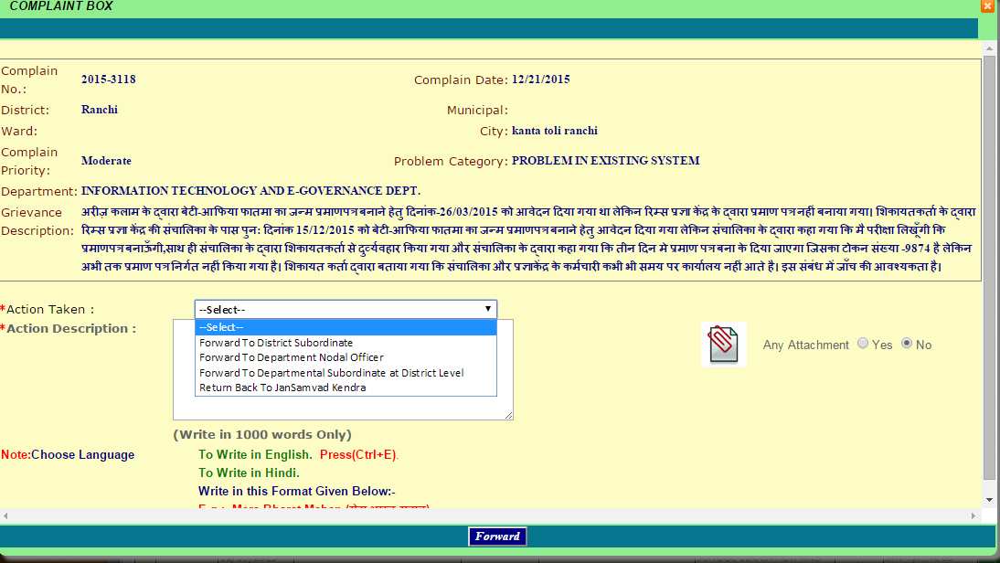 COMPLAINT BOX
Complain No.: 2015-3118 Complain Date: 12/21/2015
District: Ranchi Municipal:
Ward: City: kanta toli ranchi
Complain Priority: Moderate Problem Category: PROBLEM IN EXISTING SYSTEM
Department: INFORMATION TECHNOLOGY AND E-GOVERNANCE DEPT.
Grievance Description: अरीज़ कलाम के द्वारा बेटी-आफिया फातमा का जन्म प्रमाणपत्र बनाने हेतु दिनांक-26/03/2015 को आवेदन दिया गया था लेकिन रिम्स प्रज्ञा केंद्र के द्वारा प्रमाण पत्र नही बनाया गया। शिकायतकर्ता के द्वारा
रिम्स प्रज्ञा केंद्र की संचालिका के पास पुनः दिनांक 15/12/2015 को बेटी-आफिया फातमा का जन्म प्रमाणपत्र बनाने हेतु आवेदन दिया गया लेकिन संचालिका के द्वारा कहा गया कि मै परीक्षा लिखूँगी कि
प्रमाणपत्र बनाऊँगी,साथ ही संचालिका के द्वारा शिकायतकर्ता से दुर्व्यवहार किया गया और संचालिका के द्वारा कहा गया कि तीन दिन मे प्रमाण पत्र बना के दिया जाएगा जिसका टोकन संख्या -9874 है लेकिन
अभी तक प्रमाण पत्र निर्गत नही किया गया है। शिकायत कर्ता द्वारा बताया गया कि संचालिका और प्रज्ञाकेंद्र के कर्मचारी कभी भी समय पर कार्यालय नही आते है। इस संबंध में जाँच की आवश्यकता है।
*Action Taken : --Select--
*Action Description :
--Select--
Forward To District Subordinate
Forward To Department Nodal Officer
Forward To Departmental Subordinate at District Level
Return Back To JanSamvad Kendra
Any Attachment Yes No
(Write in 1000 words Only)
Note:Choose Language To Write in English. Press(Ctrl+E).
To Write in Hindi.
Write in this Format Given Below:-
Forward